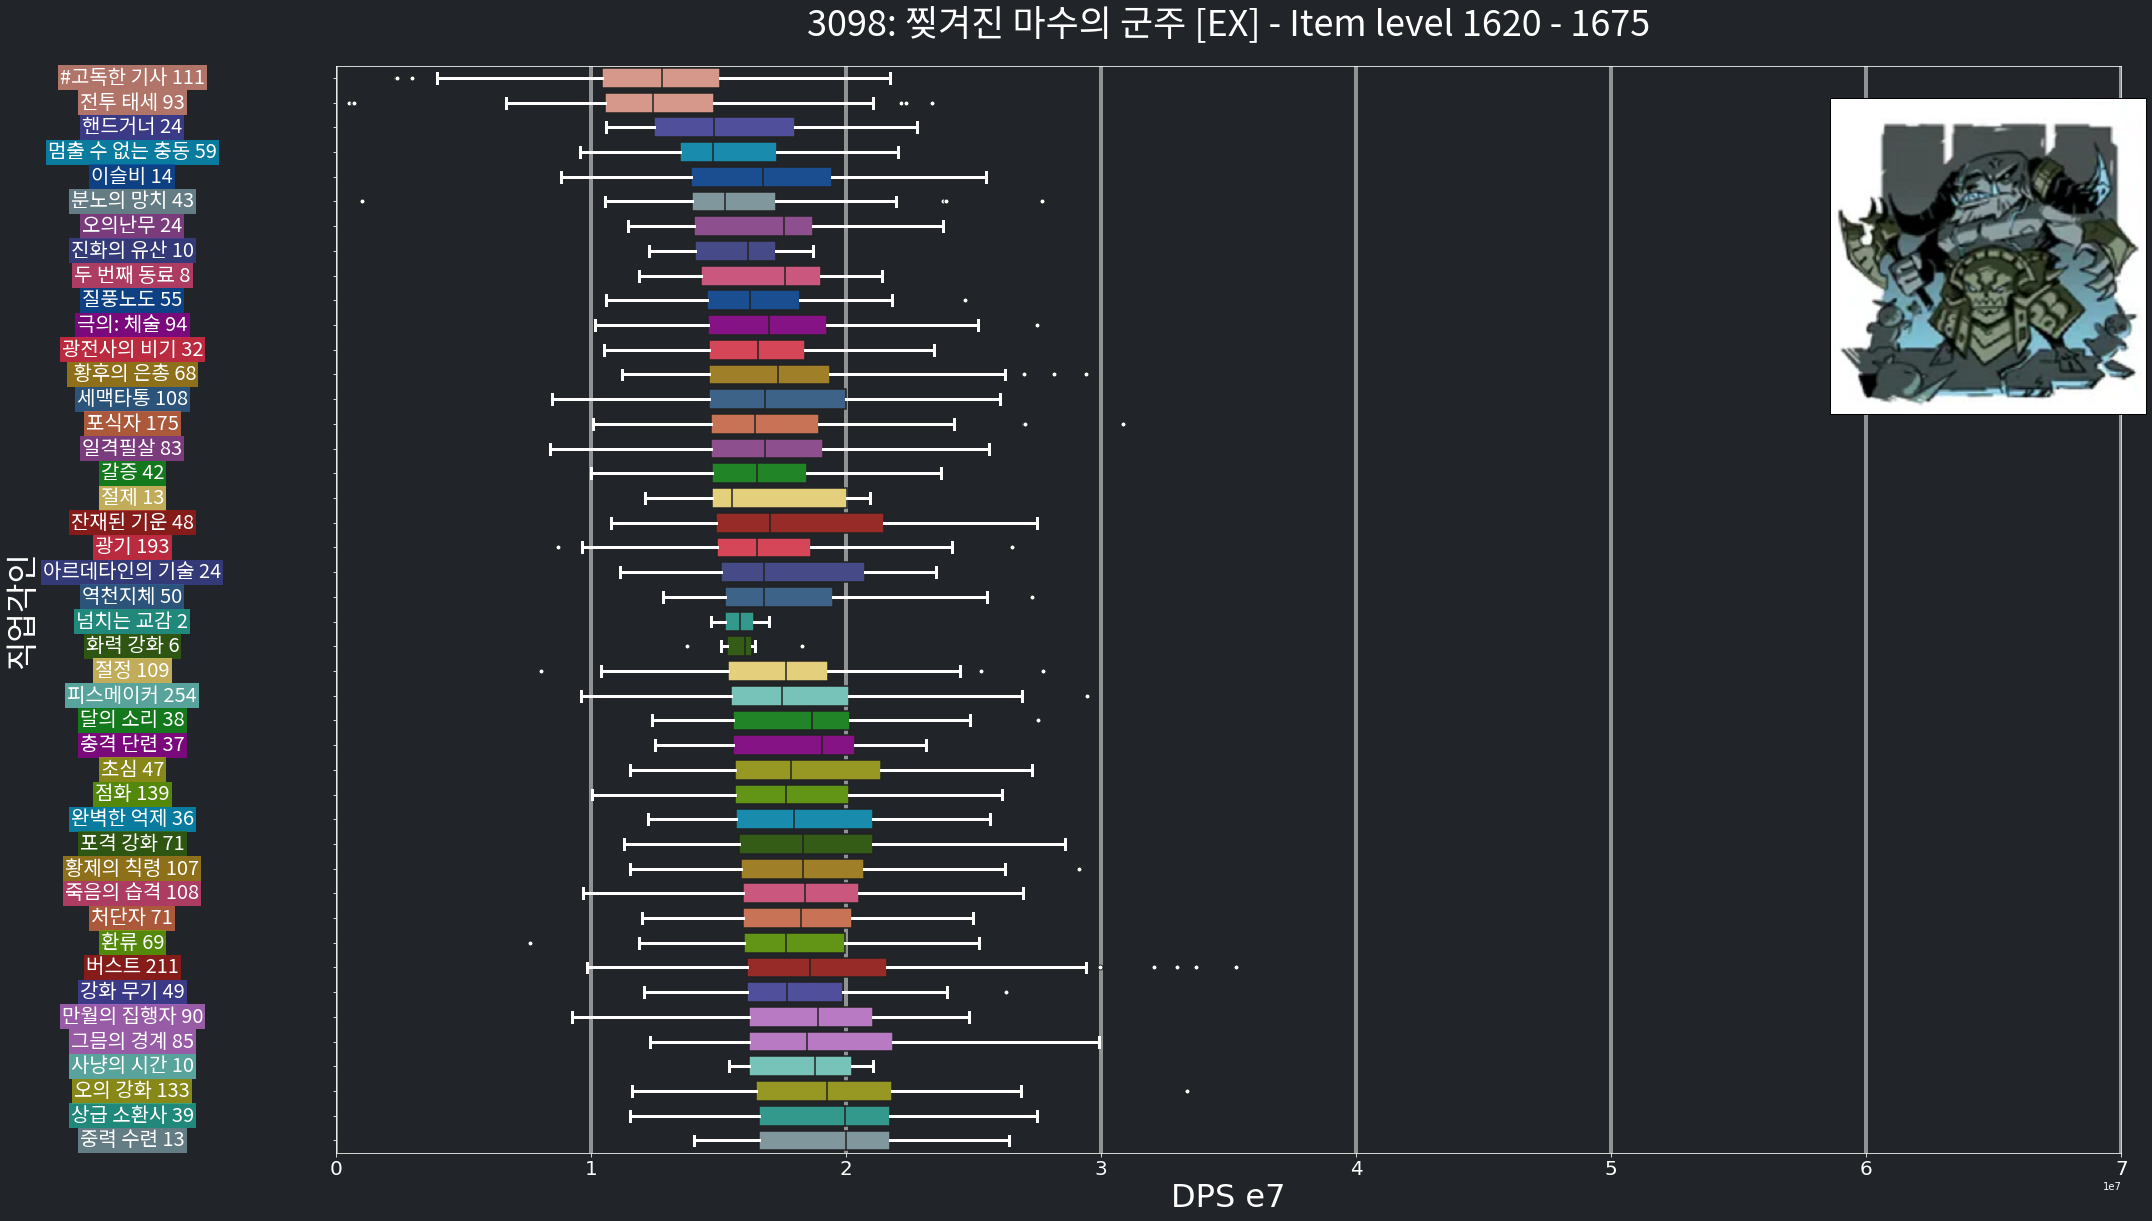 3098: 찢겨진 마수의 군주 [EX] - Item level 1620 - 1675
#고독한 기사 111
전투 태세 93
핸드거너 24
멈출 수 없는 충동 59
이슬비 14
분노의 망치 43
오의난무 24
진화의 유산 10
두 번째 동료 8
질풍노도 55
극의: 체술 94
광전사의 비기 32
황후의 은총 68
세맥타통 108
포식자 175
일격필살 83
갈증 42
절제 13
잔재된 기운 48
광기 193
아르데타인의 기술 24
역천지체 50
넘치는 교감 2
화력 강화 6
절정 109
피스메이커 254
달의 소리 38
충격 단련 37
초심 47
점화 139
완벽한 억제 36
포격 강화 71
황제의 칙령 107
죽음의 습격 108
처단자 71
환류 69
버스트 211
강화 무기 49
만월의 집행자 90
그믐의 경계 85
사냥의 시간 10
오의 강화 133
상급 소환사 39
중력 수련 13
직업각인
0 1 2 3 4 5 6 7
1e7
DPS e7